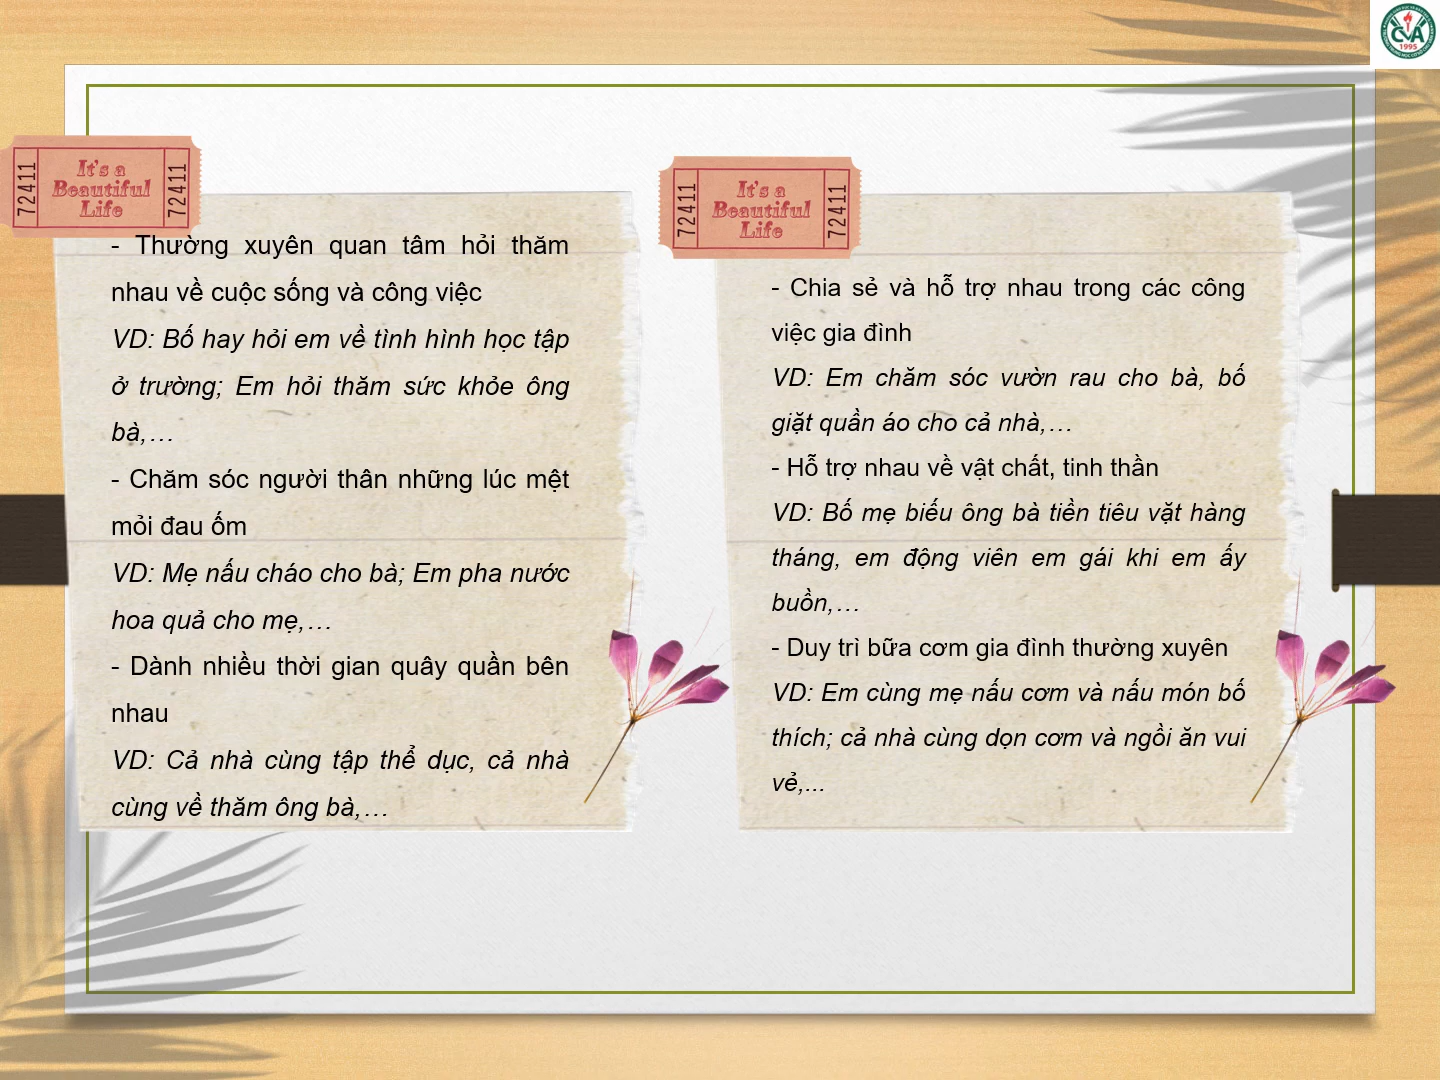 CVA
1995
72411
It's a
Beautiful
Life
72411
- Thường xuyên quan tâm hỏi thăm
nhau về cuộc sống và công việc
VD: Bố hay hỏi em về tình hình học tập
ở trường; Em hỏi thăm sức khỏe ông
bà,…
- Chăm sóc người thân những lúc mệt
mỏi đau ốm
VD: Mẹ nấu cháo cho bà; Em pha nước
hoa quả cho mẹ,…
- Dành nhiều thời gian quây quần bên
nhau
VD: Cả nhà cùng tập thể dục, cả nhà
cùng về thăm ông bà,…
72411
It's a
Beautiful
Life
72411
- Chia sẻ và hỗ trợ nhau trong các công
việc gia đình
VD: Em chăm sóc vườn rau cho bà, bố
giặt quần áo cho cả nhà,…
- Hỗ trợ nhau về vật chất, tinh thần
VD: Bố mẹ biếu ông bà tiền tiêu vặt hàng
tháng, em động viên em gái khi em ấy
buồn,…
- Duy trì bữa cơm gia đình thường xuyên
VD: Em cùng mẹ nấu cơm và nấu món bố
thích; cả nhà cùng dọn cơm và ngồi ăn vui
vẻ,...